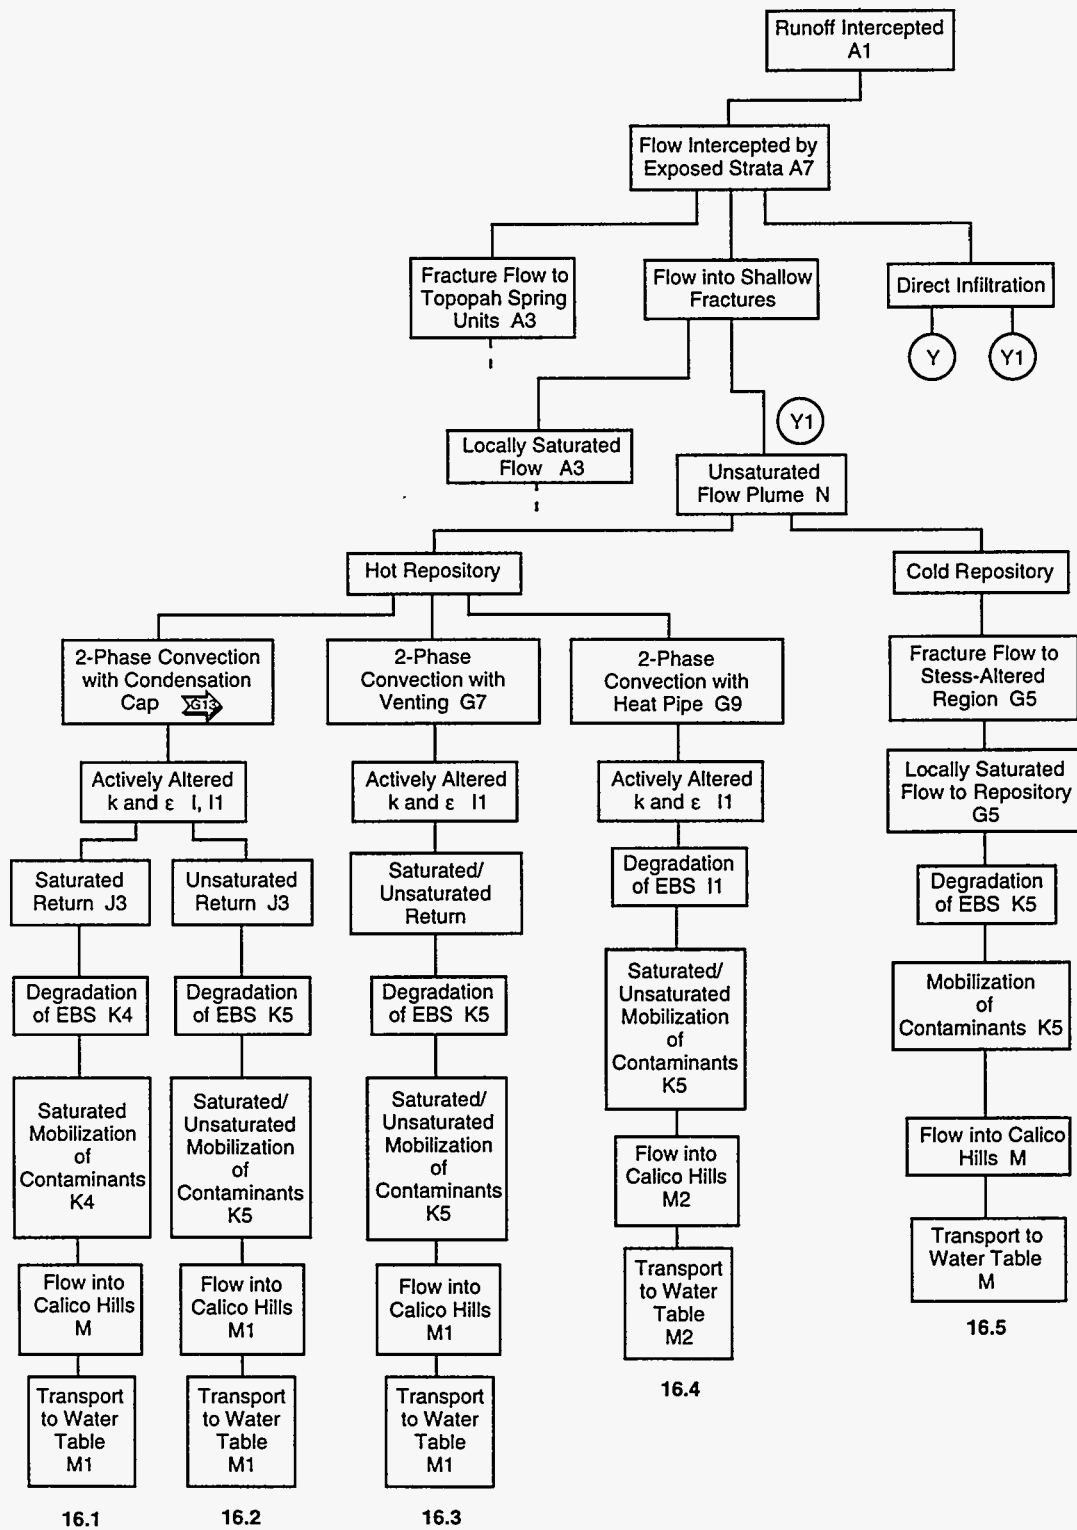 Runoff Intercepted
A1
Flow Intercepted by
Exposed Strata A7
Fracture Flow to
Topopah Spring
Units A3
Flow into Shallow
Fractures
Direct Infiltration
Y
Y1
Y1
Locally Saturated
Flow A3
Unsaturated
Flow Plume N
Hot Repository
Cold Repository
2-Phase Convection
with Condensation
Cap G13
2-Phase
Convection with
Venting G7
2-Phase
Convection with
Heat Pipe G9
Fracture Flow to
Stess-Altered
Region G5
Actively Altered
k and ε I, I1
Actively Altered
k and ε I1
Actively Altered
k and ε I1
Locally Saturated
Flow to Repository
G5
Saturated
Return J3
Unsaturated
Return J3
Saturated/
Unsaturated
Return
Degradation
of EBS I1
Degradation
of EBS K5
Degradation
of EBS K4
Degradation
of EBS K5
Degradation
of EBS K5
Saturated/
Unsaturated
Mobilization
of
Contaminants
K5
Mobilization
of
Contaminants K5
Saturated
Mobilization
of
Contaminants
K4
Saturated/
Unsaturated
Mobilization
of
Contaminants
K5
Saturated/
Unsaturated
Mobilization
of
Contaminants
K5
Flow into
Calico Hills
M2
Flow into Calico
Hills M
Flow into
Calico Hills
M
Flow into
Calico Hills
M1
Flow into
Calico Hills
M1
Transport
to Water
Table
M2
Transport to
Water Table
M
Transport
to Water
Table
M1
Transport
to Water
Table
M1
Transport
to Water
Table
M1
16.4
16.5
16.1
16.2
16.3